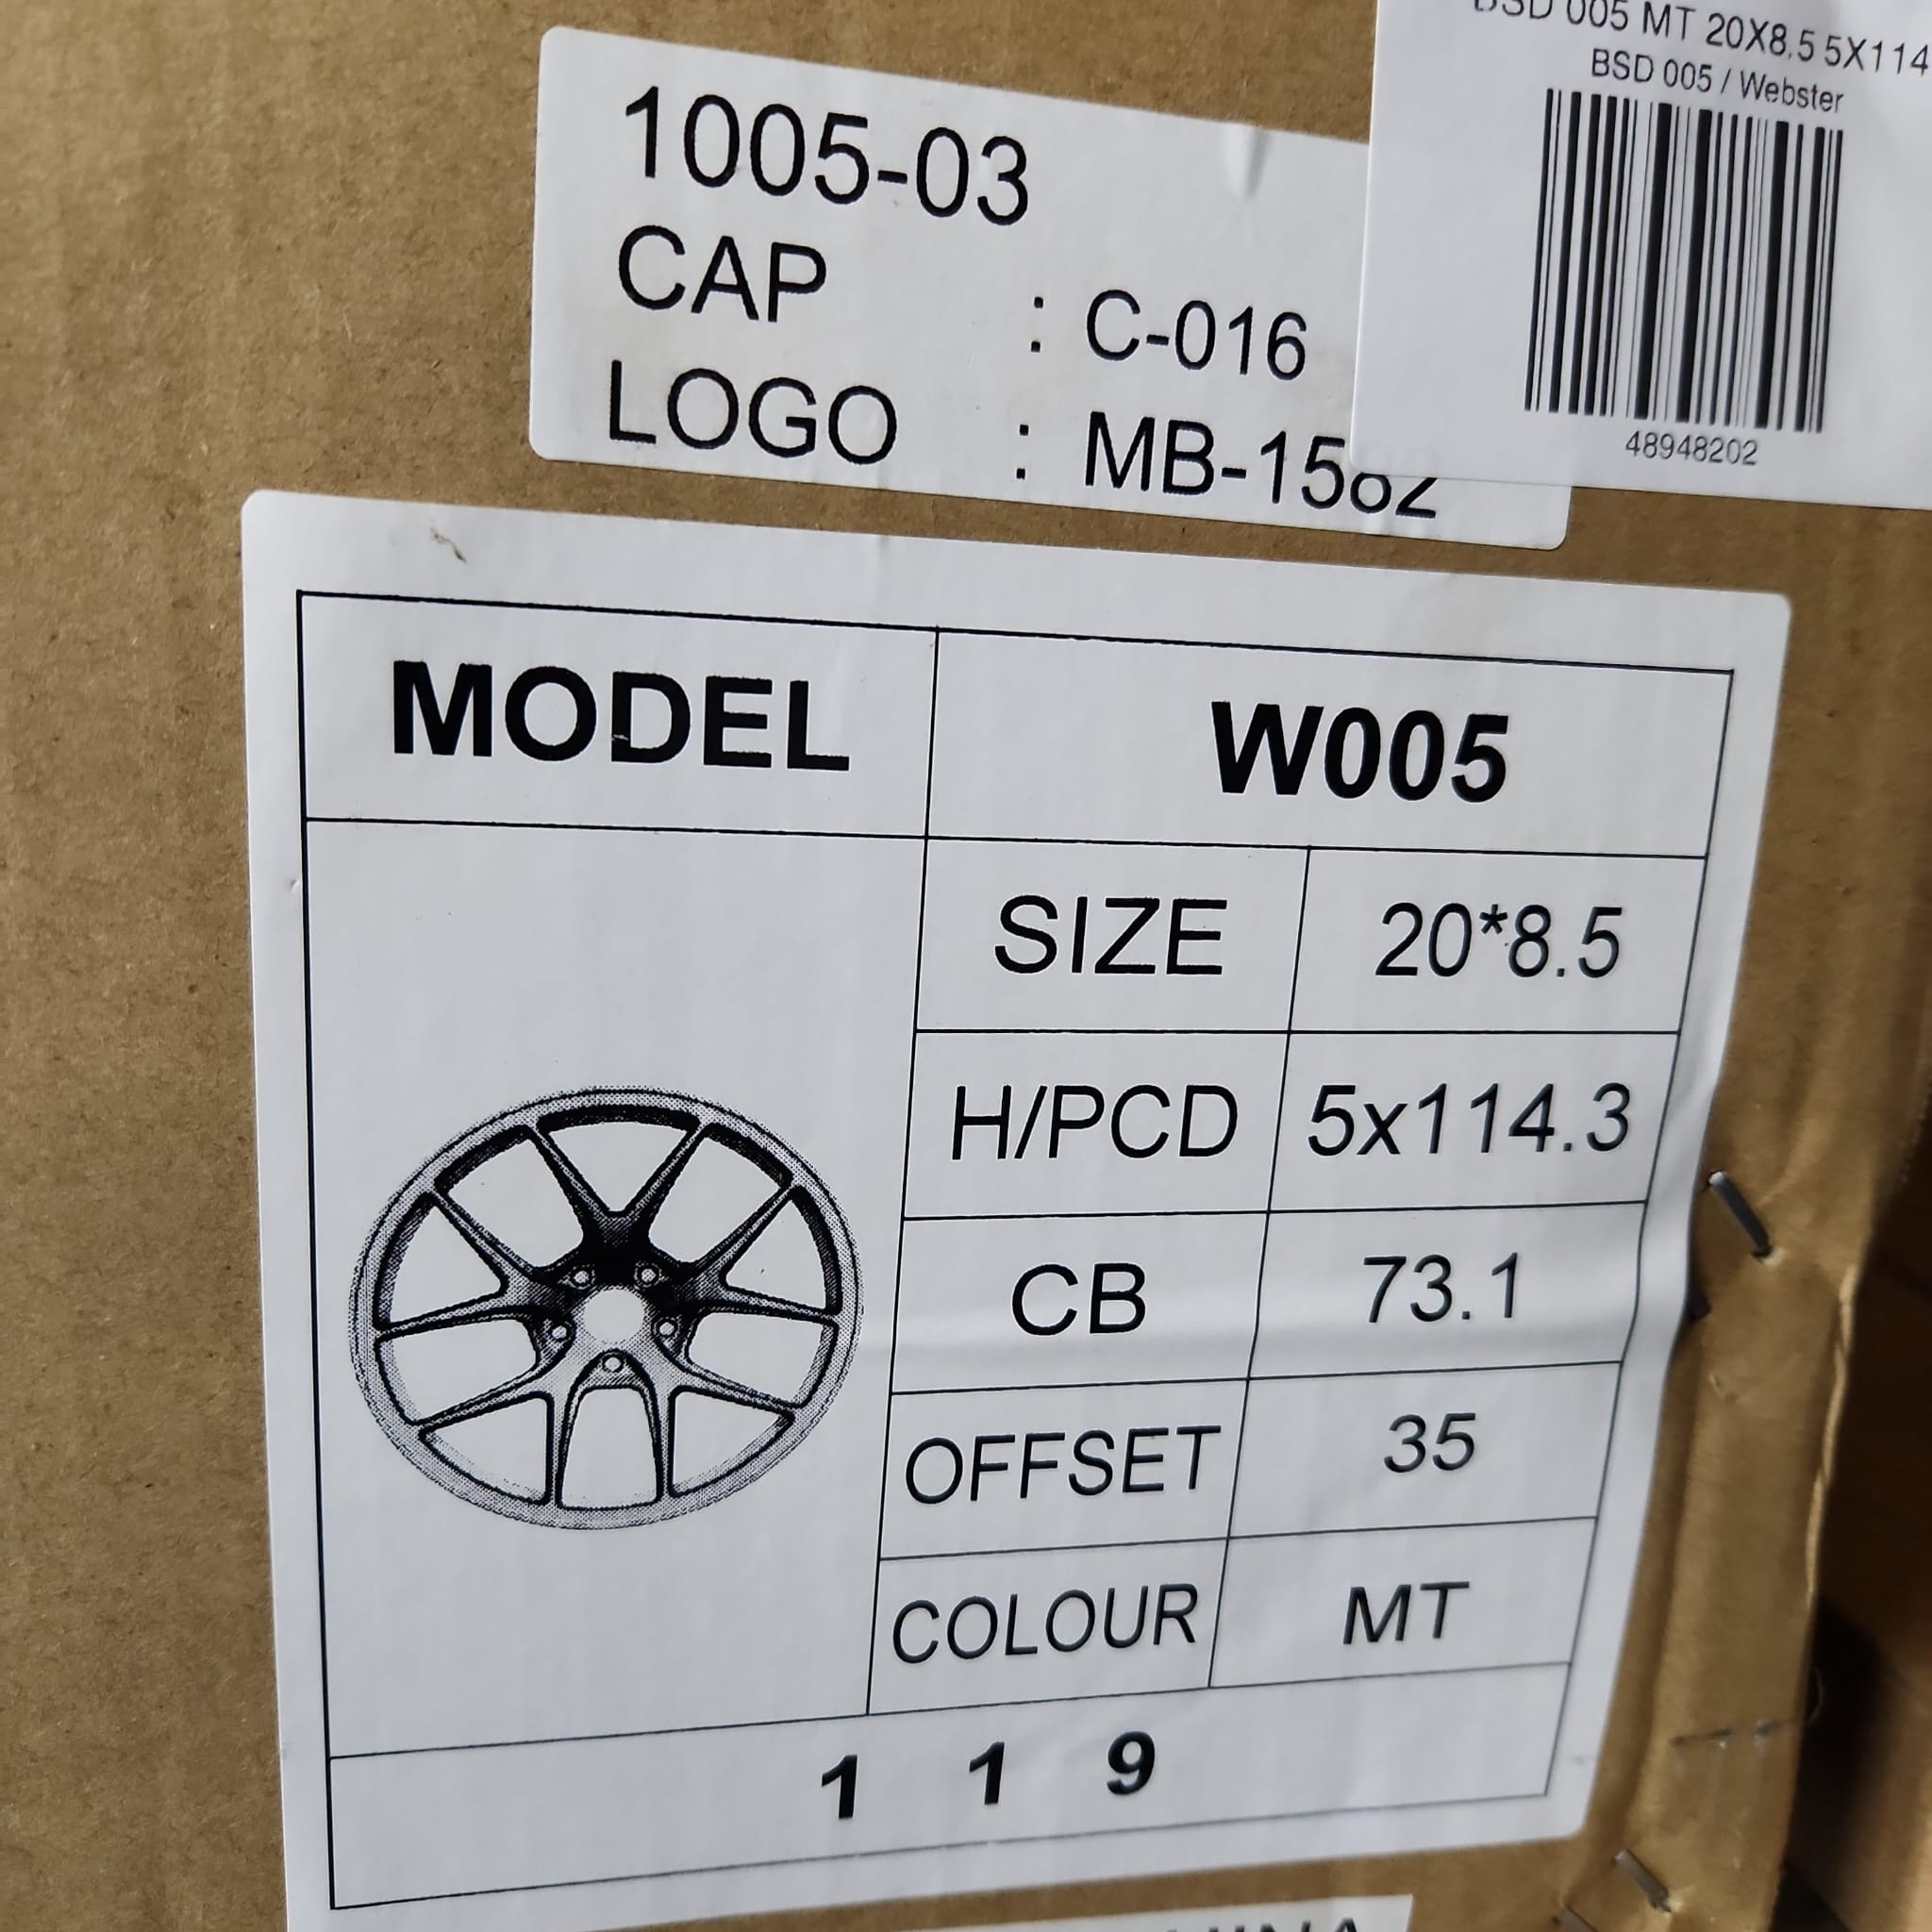 BSD 005 MT 20X8.5 5X114
BSD 005 / Webster
48948202
1005-03
CAP : C-016
LOGO : MB-1582
MODEL W005
SIZE 20*8.5
H/PCD 5x114.3
CB 73.1
OFFSET 35
COLOUR MT
1 1 9